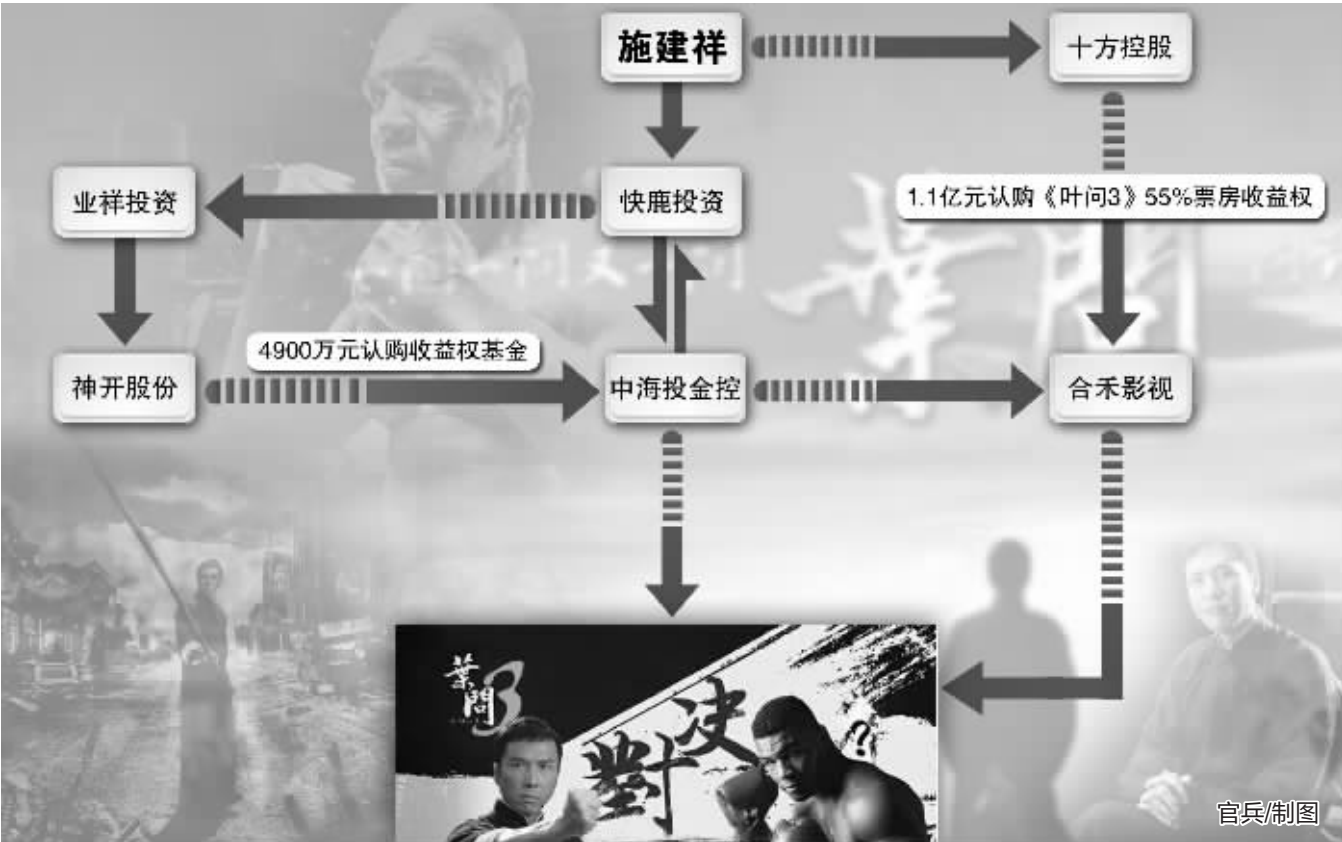 施建祥
十方控股
业祥投资
快鹿投资
1.1亿元认购《叶问3》55%票房收益权
葉問
4900万元认购收益权基金
神开股份
中海投金控
合禾影视
葉問3
對决
?
官兵/制图